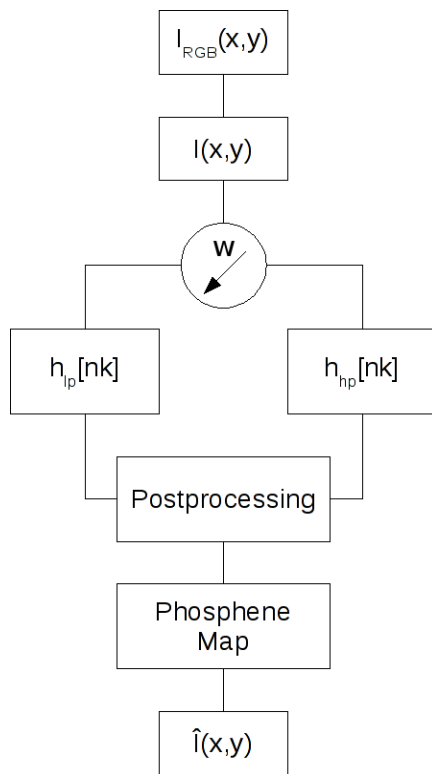 I_RGB(x,y)
I(x,y)
w
h_lp[nk]
h_hp[nk]
Postprocessing
Phosphene
Map
Î(x,y)